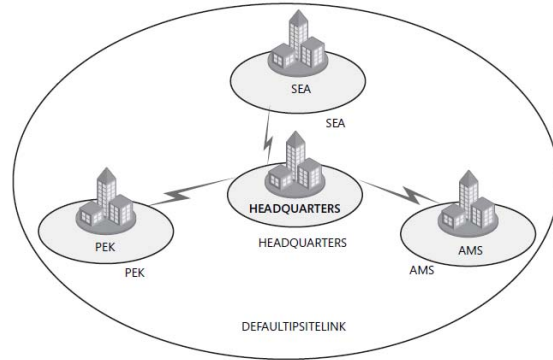 SEA
SEA
HEADQUARTERS
HEADQUARTERS
PEK
PEK
AMS
AMS
DEFAULTIPSITELINK